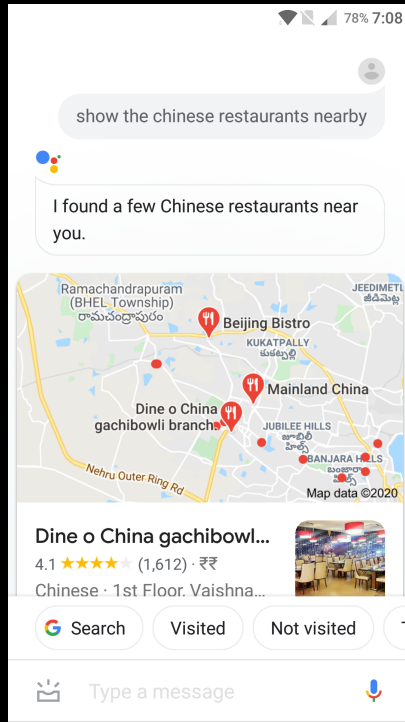 78% 7:08
show the chinese restaurants nearby
I found a few Chinese restaurants near
you.
Ramachandrapuram
(BHEL Township)
రామచంద్రాపురం
JEEDIMETL
జీడిమెట్ల
Beijing Bistro
KUKATPALLY
కుకట్పల్లి
Mainland China
Dine o China
gachibowli branch
JUBILEE HILLS
జూబిలీ
హిల్స్
BANJARA HILLS
బంజారా
హిల్స్
Nehru Outer Ring Rd
Map data ©2020
Dine o China gachibowl...
4.1 ★★★★★ (1,612) · ₹₹
Chinese · 1st Floor, Vaishna...
G Search
Visited
Not visited
T
Type a message